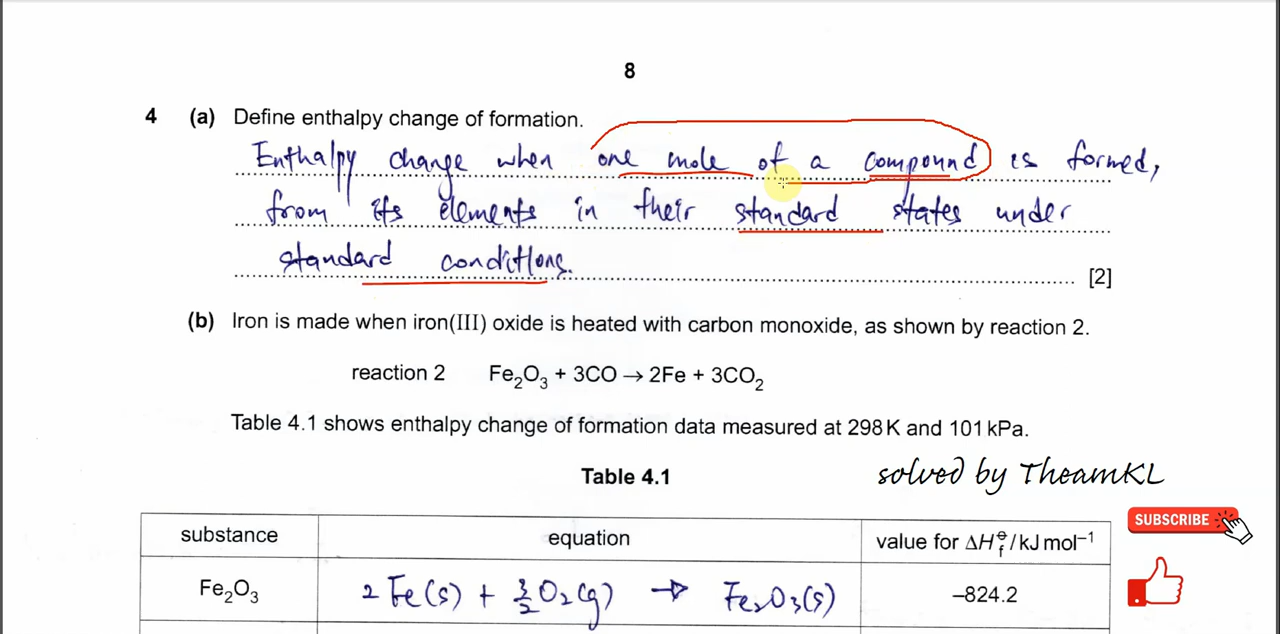 8
4 (a) Define enthalpy change of formation.
Enthalpy change when one mole of a compound is formed,
from its elements in their standard states under
standard conditions.
[2]
(b) Iron is made when iron(III) oxide is heated with carbon monoxide, as shown by reaction 2.
reaction 2 Fe₂O₃ + 3CO → 2Fe + 3CO₂
Table 4.1 shows enthalpy change of formation data measured at 298 K and 101 kPa.
Table 4.1
solved by TheamKL
SUBSCRIBE
substance equation value for ΔH⦵f / kJ mol⁻¹
Fe₂O₃ 2 Fe(s) + 3/2 O₂(g) → Fe₂O₃(s) –824.2